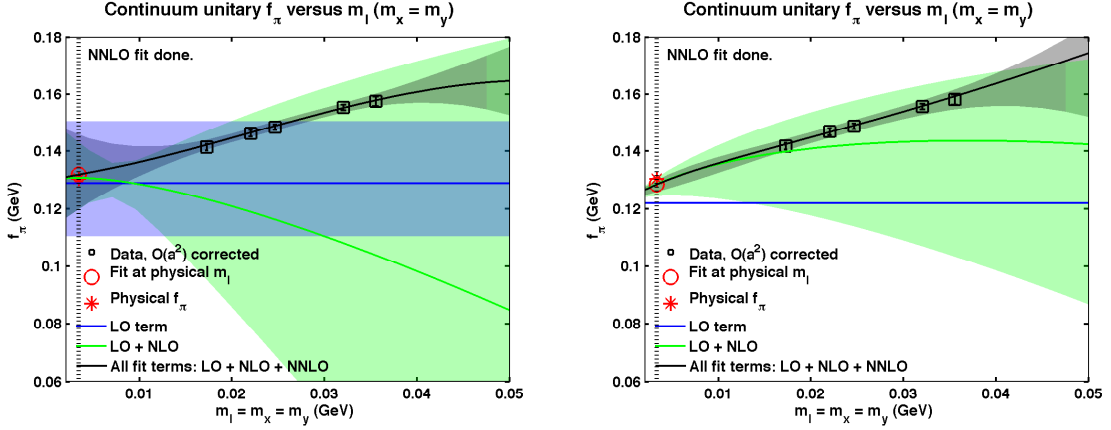 Continuum unitary f_π versus m_l (m_x = m_y)
NNLO fit done.
0.18
0.16
0.14
0.12
0.1
0.08
0.06
f_π (GeV)
Data, O(a²) corrected
Fit at physical m_l
Physical f_π
LO term
LO + NLO
All fit terms: LO + NLO + NNLO
0.01
0.02
0.03
0.04
0.05
m_l = m_x = m_y (GeV)
Continuum unitary f_π versus m_l (m_x = m_y)
NNLO fit done.
0.18
0.16
0.14
0.12
0.1
0.08
0.06
f_π (GeV)
Data, O(a²) corrected
Fit at physical m_l
Physical f_π
LO term
LO + NLO
All fit terms: LO + NLO + NNLO
0.01
0.02
0.03
0.04
0.05
m_l = m_x = m_y (GeV)